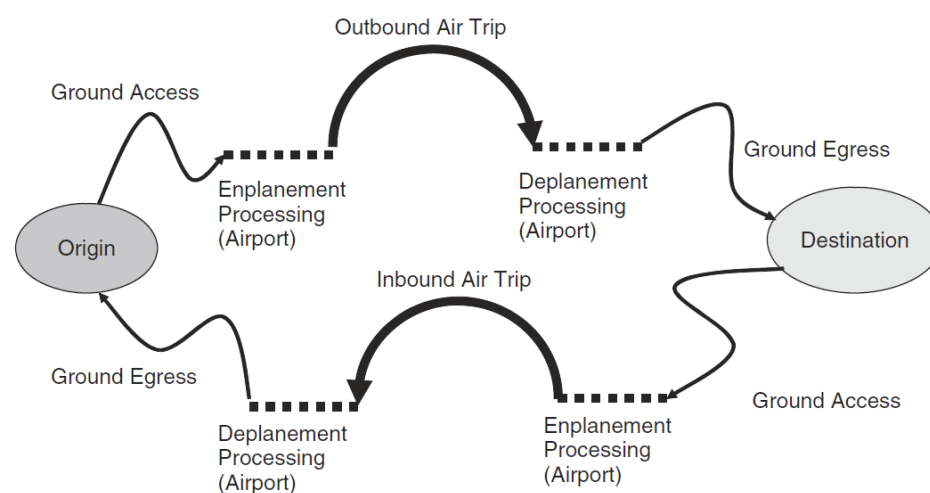 Outbound Air Trip
Ground Access
Ground Egress
Enplanement
Processing
(Airport)
Deplanement
Processing
(Airport)
Origin
Destination
Inbound Air Trip
Ground Egress
Ground Access
Deplanement
Processing
(Airport)
Enplanement
Processing
(Airport)